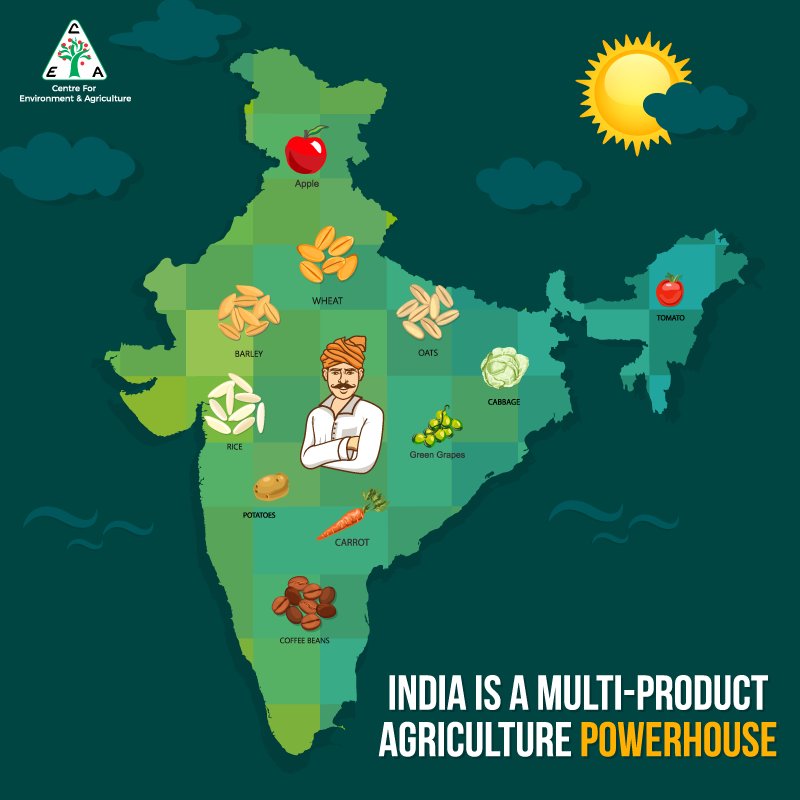 C
E A
Centre For
Environment & Agriculture
Apple
WHEAT
BARLEY
OATS
TOMATO
CABBAGE
RICE
Green Grapes
POTATOES
CARROT
COFFEE BEANS
INDIA IS A MULTI-PRODUCT
AGRICULTURE POWERHOUSE